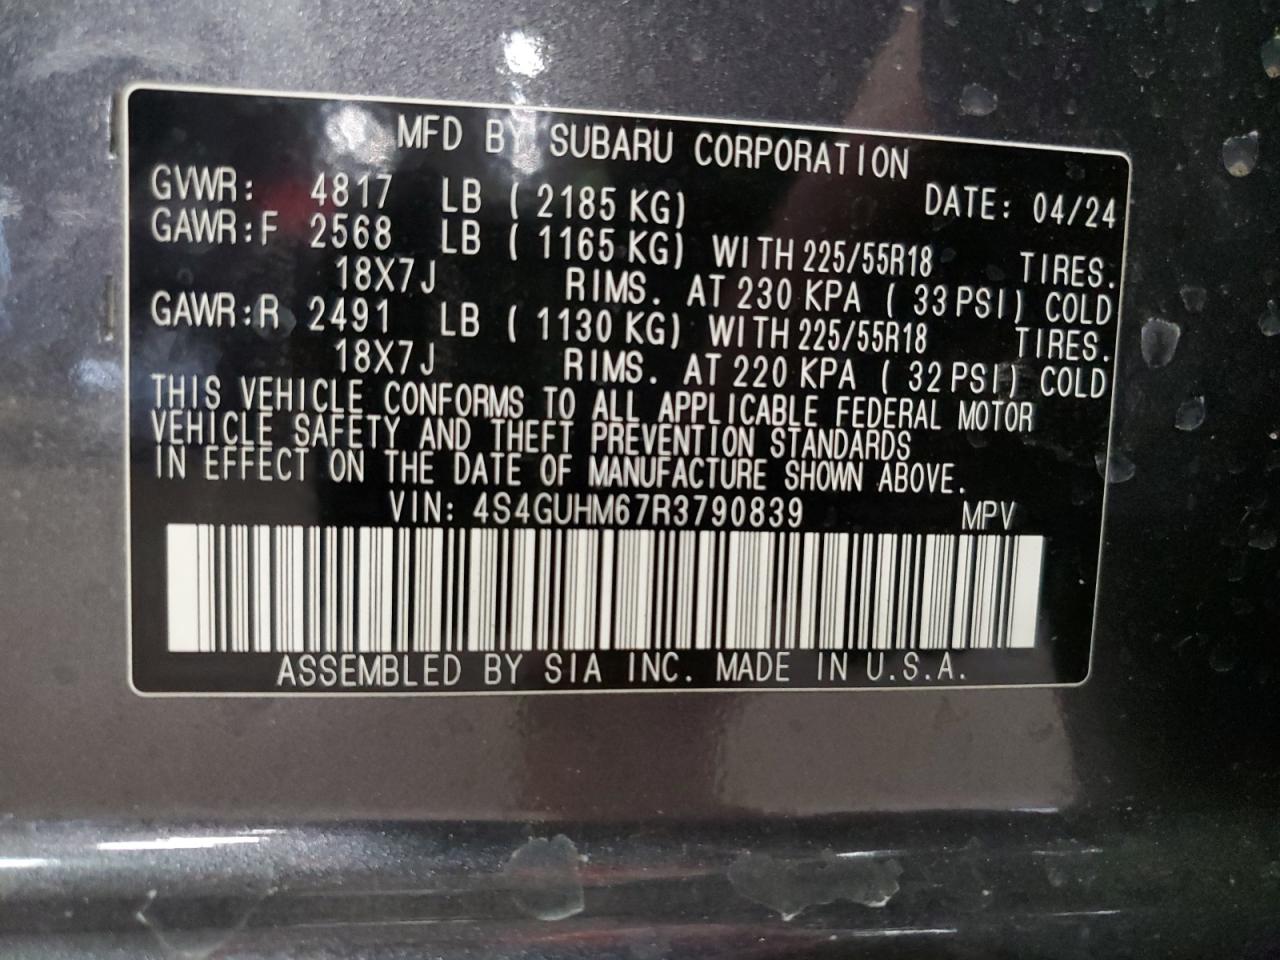 MFD BY SUBARU CORPORATION
GVWR: 4817 LB ( 2185 KG) DATE: 04/24
GAWR:F 2568 LB ( 1165 KG) WITH 225/55R18 TIRES.
18X7J RIMS. AT 230 KPA ( 33 PSI) COLD
GAWR:R 2491 LB ( 1130 KG) WITH 225/55R18 TIRES.
18X7J RIMS. AT 220 KPA ( 32 PSI) COLD
THIS VEHICLE CONFORMS TO ALL APPLICABLE FEDERAL MOTOR
VEHICLE SAFETY AND THEFT PREVENTION STANDARDS
IN EFFECT ON THE DATE OF MANUFACTURE SHOWN ABOVE.
VIN: 4S4GUHM67R3790839 MPV
ASSEMBLED BY SIA INC. MADE IN U.S.A.